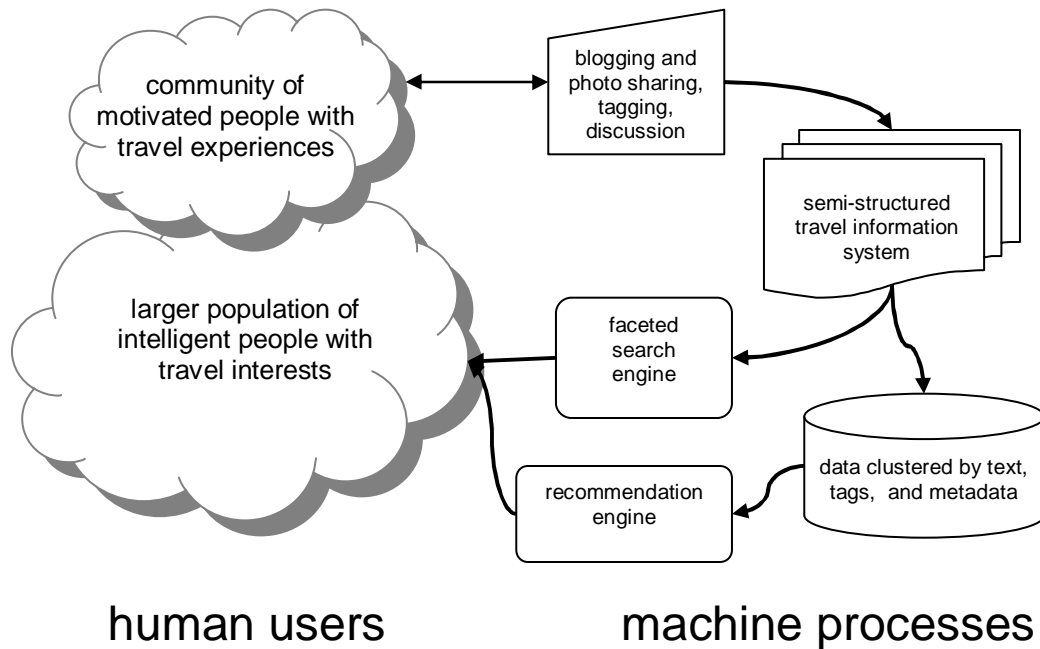 community of
motivated people with
travel experiences
blogging and
photo sharing,
tagging,
discussion
semi-structured
travel information
system
larger population of
intelligent people with
travel interests
faceted
search
engine
data clustered by text,
tags, and metadata
recommendation
engine
human users
machine processes